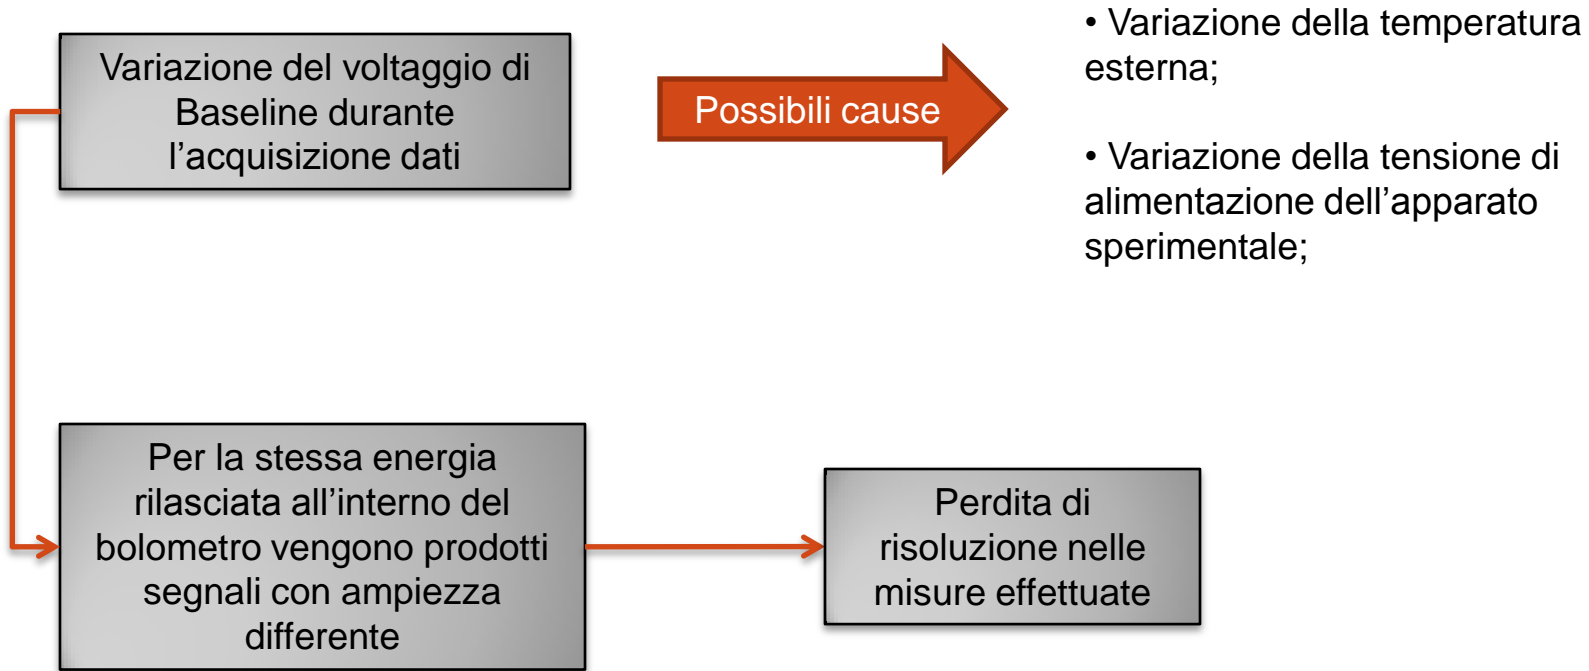 Variazione del voltaggio di
Baseline durante
l’acquisizione dati
Possibili cause
• Variazione della temperatura
esterna;
• Variazione della tensione di
alimentazione dell’apparato
sperimentale;
Per la stessa energia
rilasciata all’interno del
bolometro vengono prodotti
segnali con ampiezza
differente
Perdita di
risoluzione nelle
misure effettuate